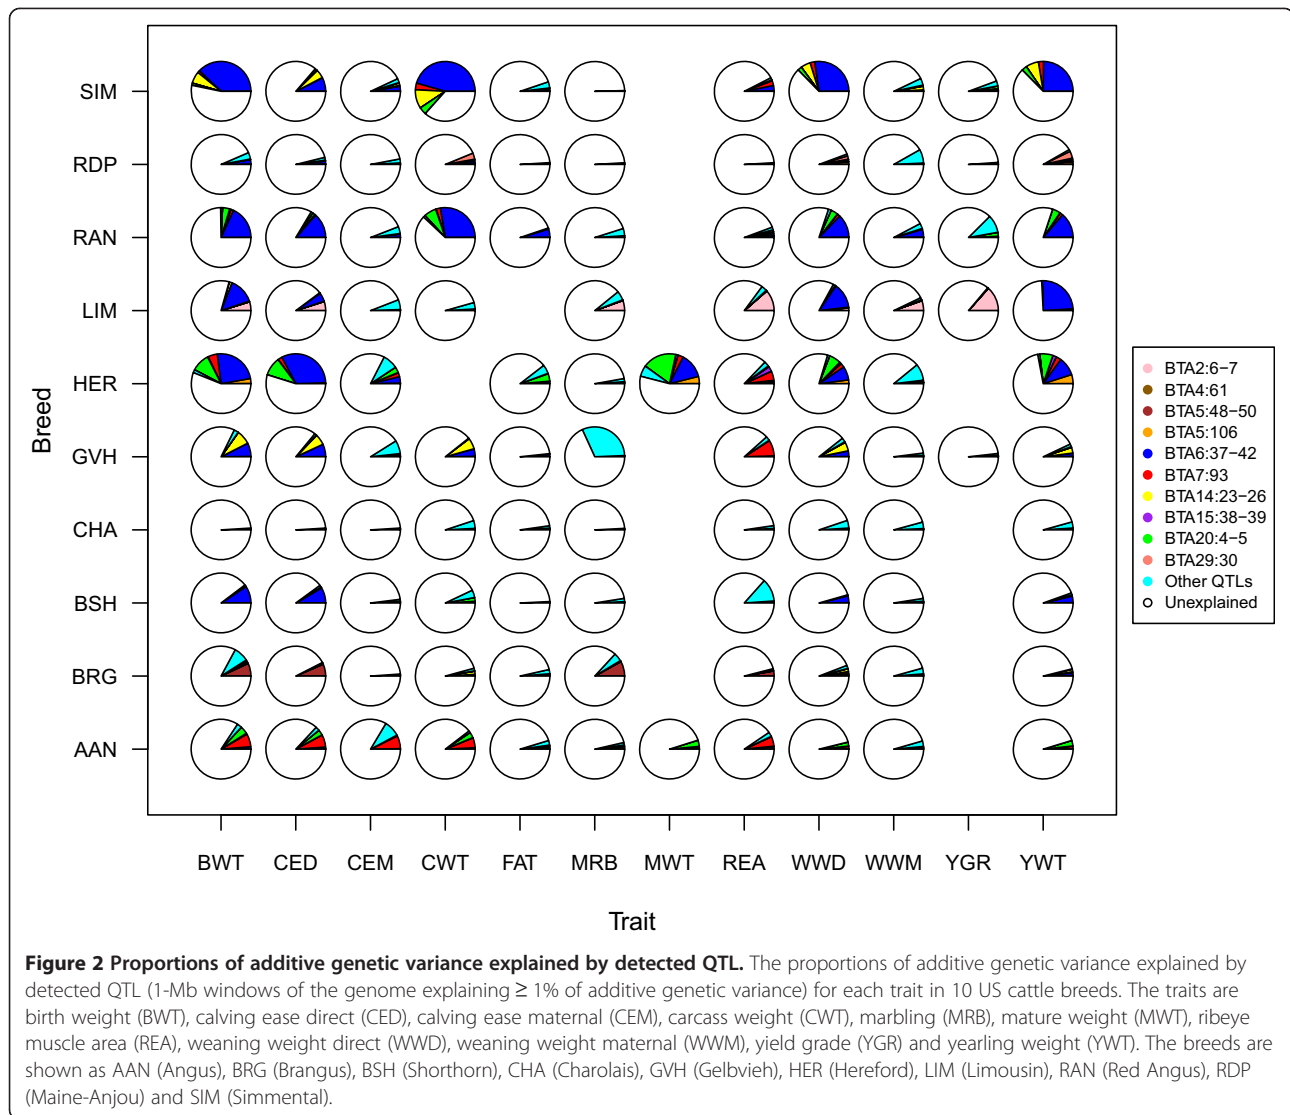 SIM
RDP
RAN
LIM
HER
GVH
CHA
BSH
BRG
AAN
Breed
BWT CED CEM CWT FAT MRB MWT REA WWD WWM YGR YWT
Trait
BTA2:6−7
BTA4:61
BTA5:48−50
BTA5:106
BTA6:37−42
BTA7:93
BTA14:23−26
BTA15:38−39
BTA20:4−5
BTA29:30
Other QTLs
Unexplained
Figure 2 Proportions of additive genetic variance explained by detected QTL. The proportions of additive genetic variance explained by
detected QTL (1-Mb windows of the genome explaining ≥ 1% of additive genetic variance) for each trait in 10 US cattle breeds. The traits are
birth weight (BWT), calving ease direct (CED), calving ease maternal (CEM), carcass weight (CWT), marbling (MRB), mature weight (MWT), ribeye
muscle area (REA), weaning weight direct (WWD), weaning weight maternal (WWM), yield grade (YGR) and yearling weight (YWT). The breeds are
shown as AAN (Angus), BRG (Brangus), BSH (Shorthorn), CHA (Charolais), GVH (Gelbvieh), HER (Hereford), LIM (Limousin), RAN (Red Angus), RDP
(Maine-Anjou) and SIM (Simmental).